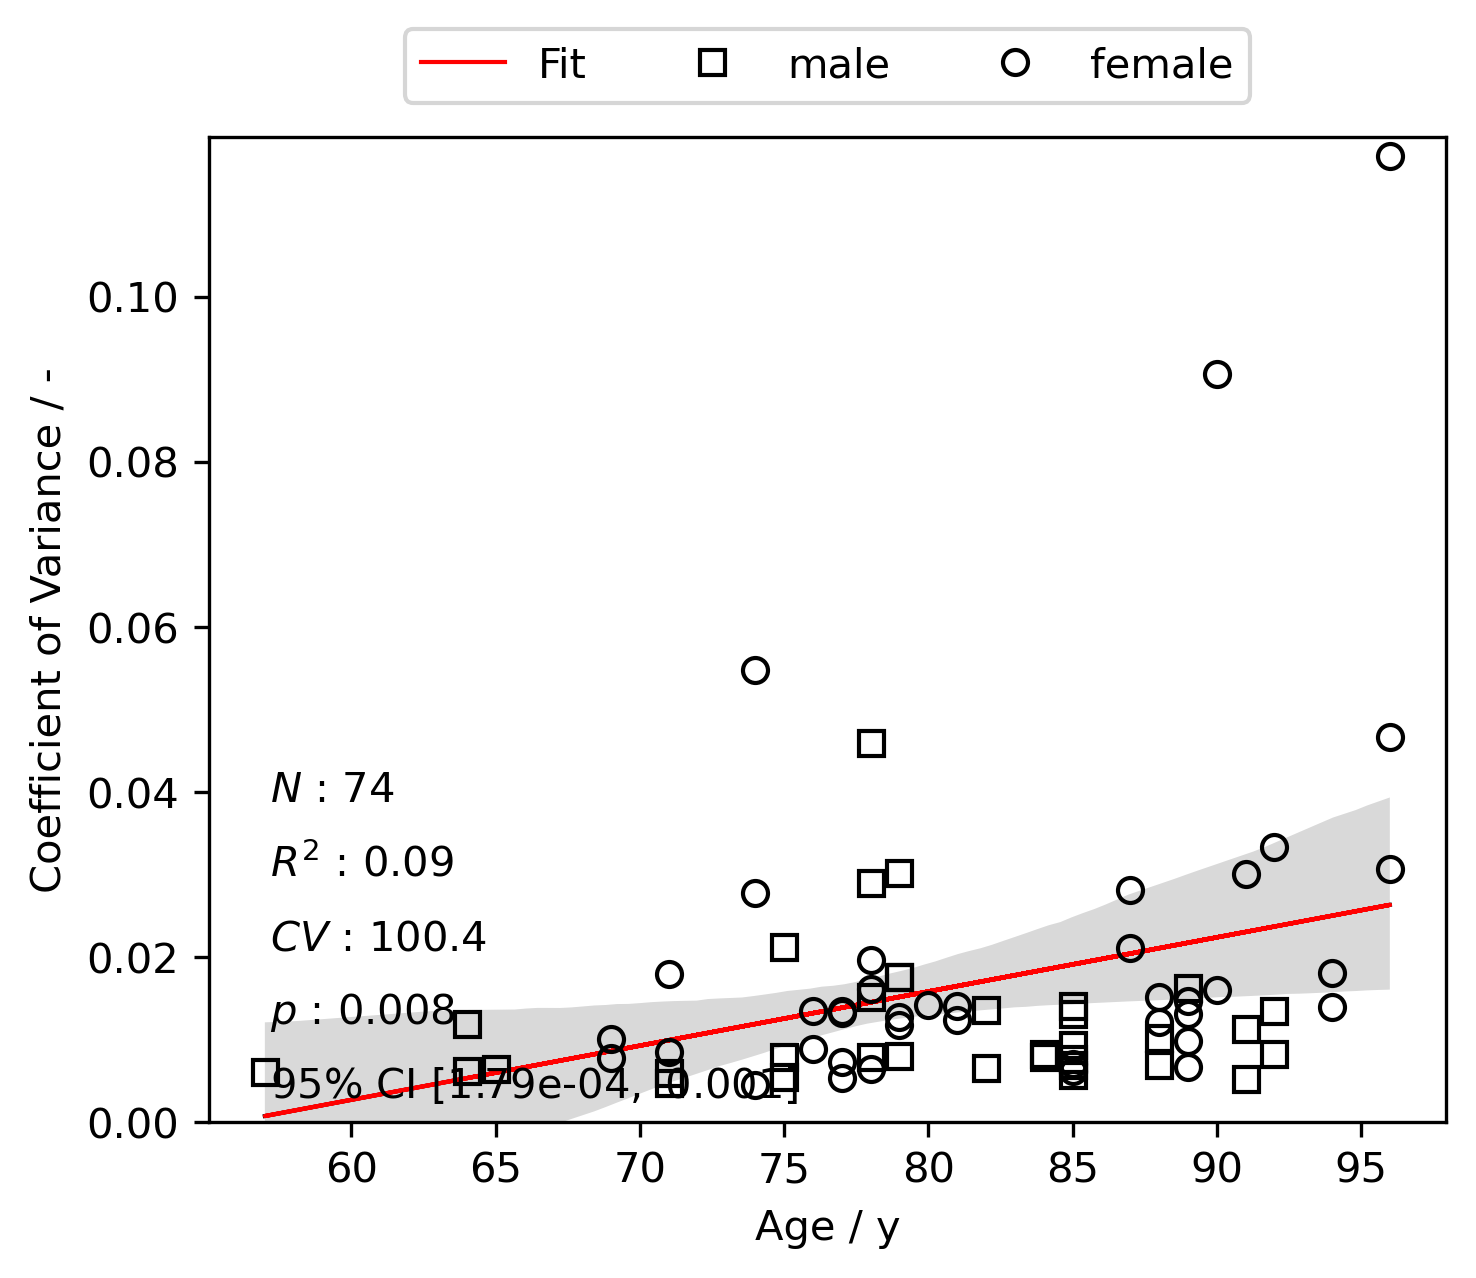 Fit male female
0.10
0.08
0.06
0.04
0.02
0.00
Coefficient of Variance / -
N : 74
R² : 0.09
CV : 100.4
p : 0.008
95% CI [1.79e-04, 0.001]
60 65 70 75 80 85 90 95
Age / y